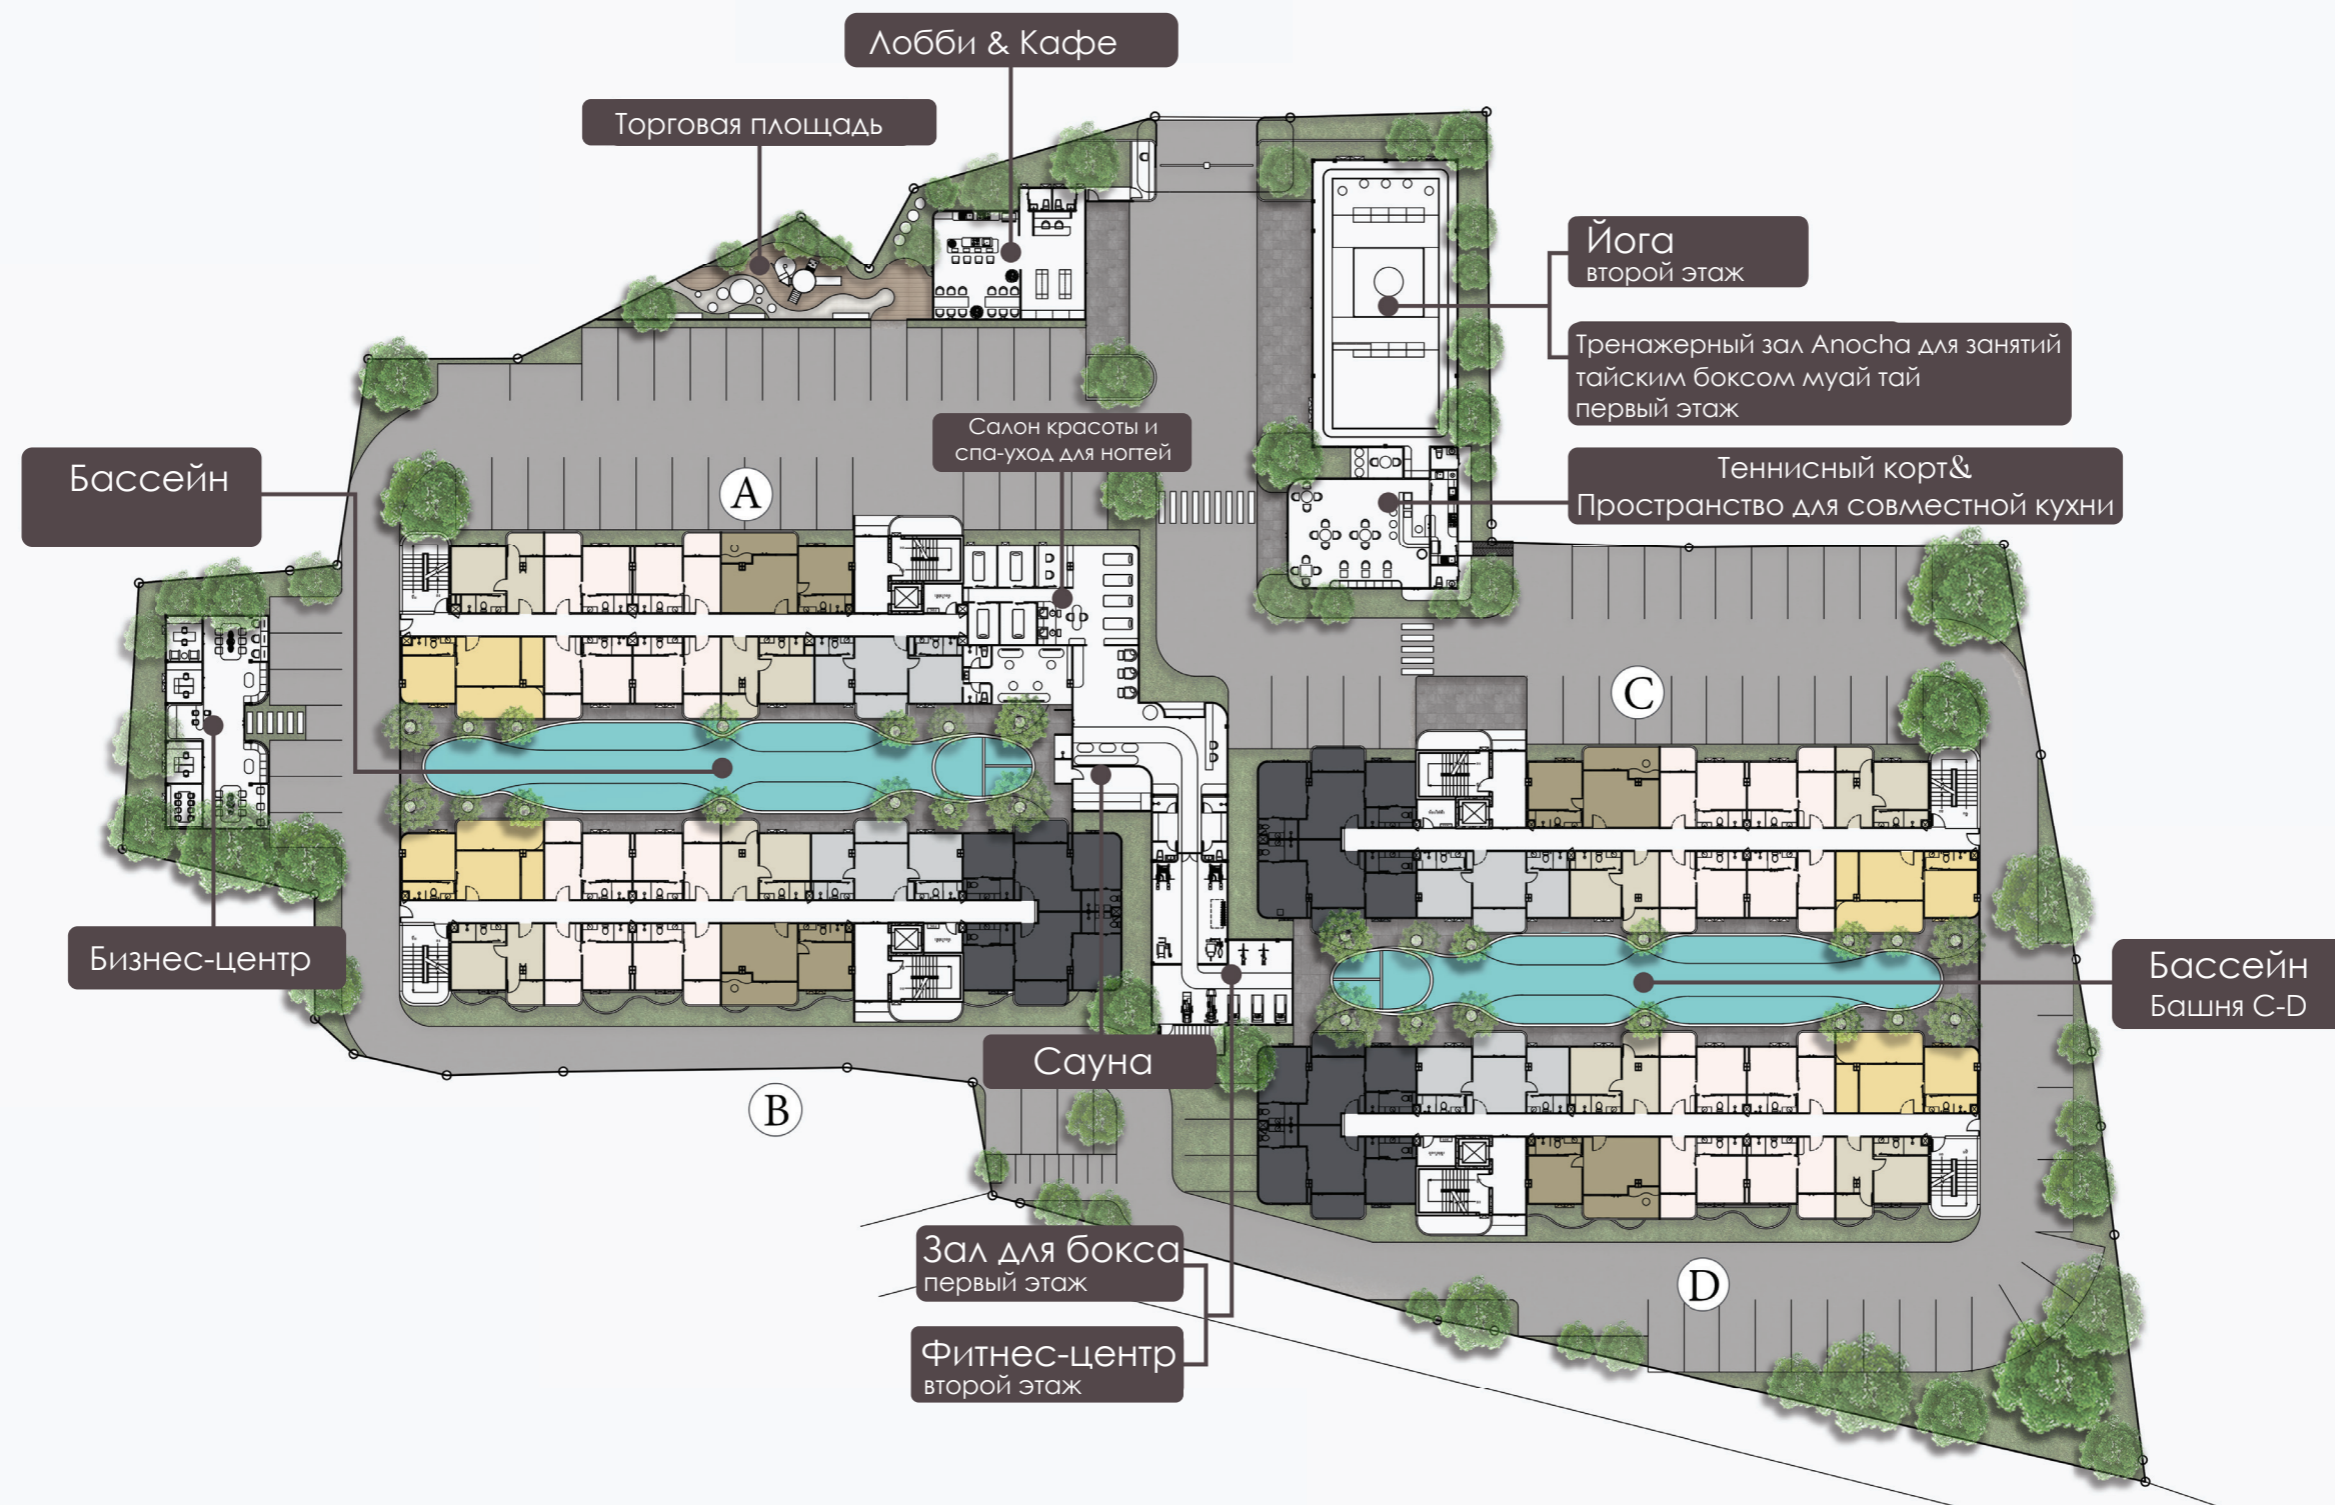 Лобби & Кафе
Торговая площадь
Йога
второй этаж
Тренажерный зал Anocha для занятий
тайским боксом муай тай
первый этаж
Салон красоты и
спа-уход для ногтей
Бассейн
Теннисный корт&
Пространство для совместной кухни
A
C
Бизнес-центр
Бассейн
Башня C-D
Сауна
B
Зал для бокса
первый этаж
D
Фитнес-центр
второй этаж